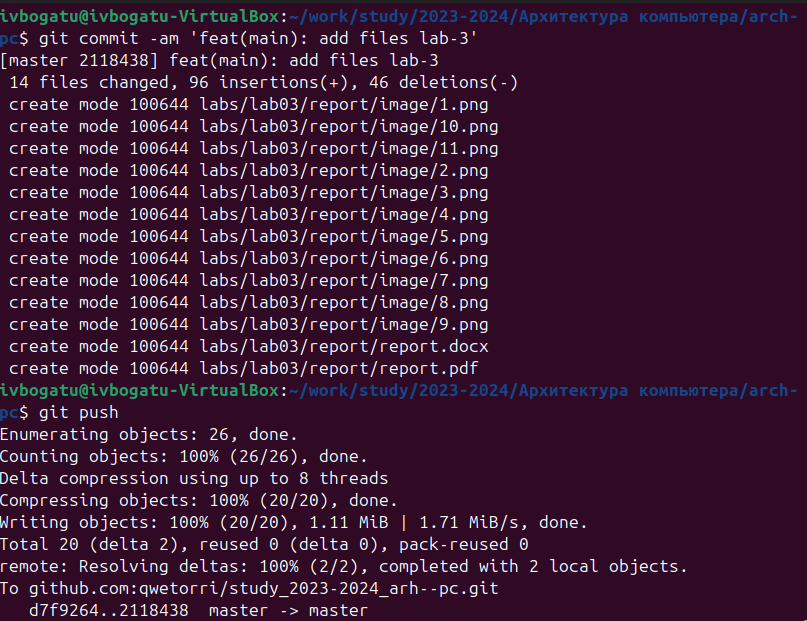 ivbogatu@ivbogatu-VirtualBox:~/work/study/2023-2024/Архитектура компьютера/arch-
pc$ git commit -am 'feat(main): add files lab-3'
[master 2118438] feat(main): add files lab-3
 14 files changed, 96 insertions(+), 46 deletions(-)
 create mode 100644 labs/lab03/report/image/1.png
 create mode 100644 labs/lab03/report/image/10.png
 create mode 100644 labs/lab03/report/image/11.png
 create mode 100644 labs/lab03/report/image/2.png
 create mode 100644 labs/lab03/report/image/3.png
 create mode 100644 labs/lab03/report/image/4.png
 create mode 100644 labs/lab03/report/image/5.png
 create mode 100644 labs/lab03/report/image/6.png
 create mode 100644 labs/lab03/report/image/7.png
 create mode 100644 labs/lab03/report/image/8.png
 create mode 100644 labs/lab03/report/image/9.png
 create mode 100644 labs/lab03/report/report.docx
 create mode 100644 labs/lab03/report/report.pdf
ivbogatu@ivbogatu-VirtualBox:~/work/study/2023-2024/Архитектура компьютера/arch-
pc$ git push
Enumerating objects: 26, done.
Counting objects: 100% (26/26), done.
Delta compression using up to 8 threads
Compressing objects: 100% (20/20), done.
Writing objects: 100% (20/20), 1.11 MiB | 1.71 MiB/s, done.
Total 20 (delta 2), reused 0 (delta 0), pack-reused 0
remote: Resolving deltas: 100% (2/2), completed with 2 local objects.
To github.com:qwetorri/study_2023-2024_arh--pc.git
   d7f9264..2118438  master -> master